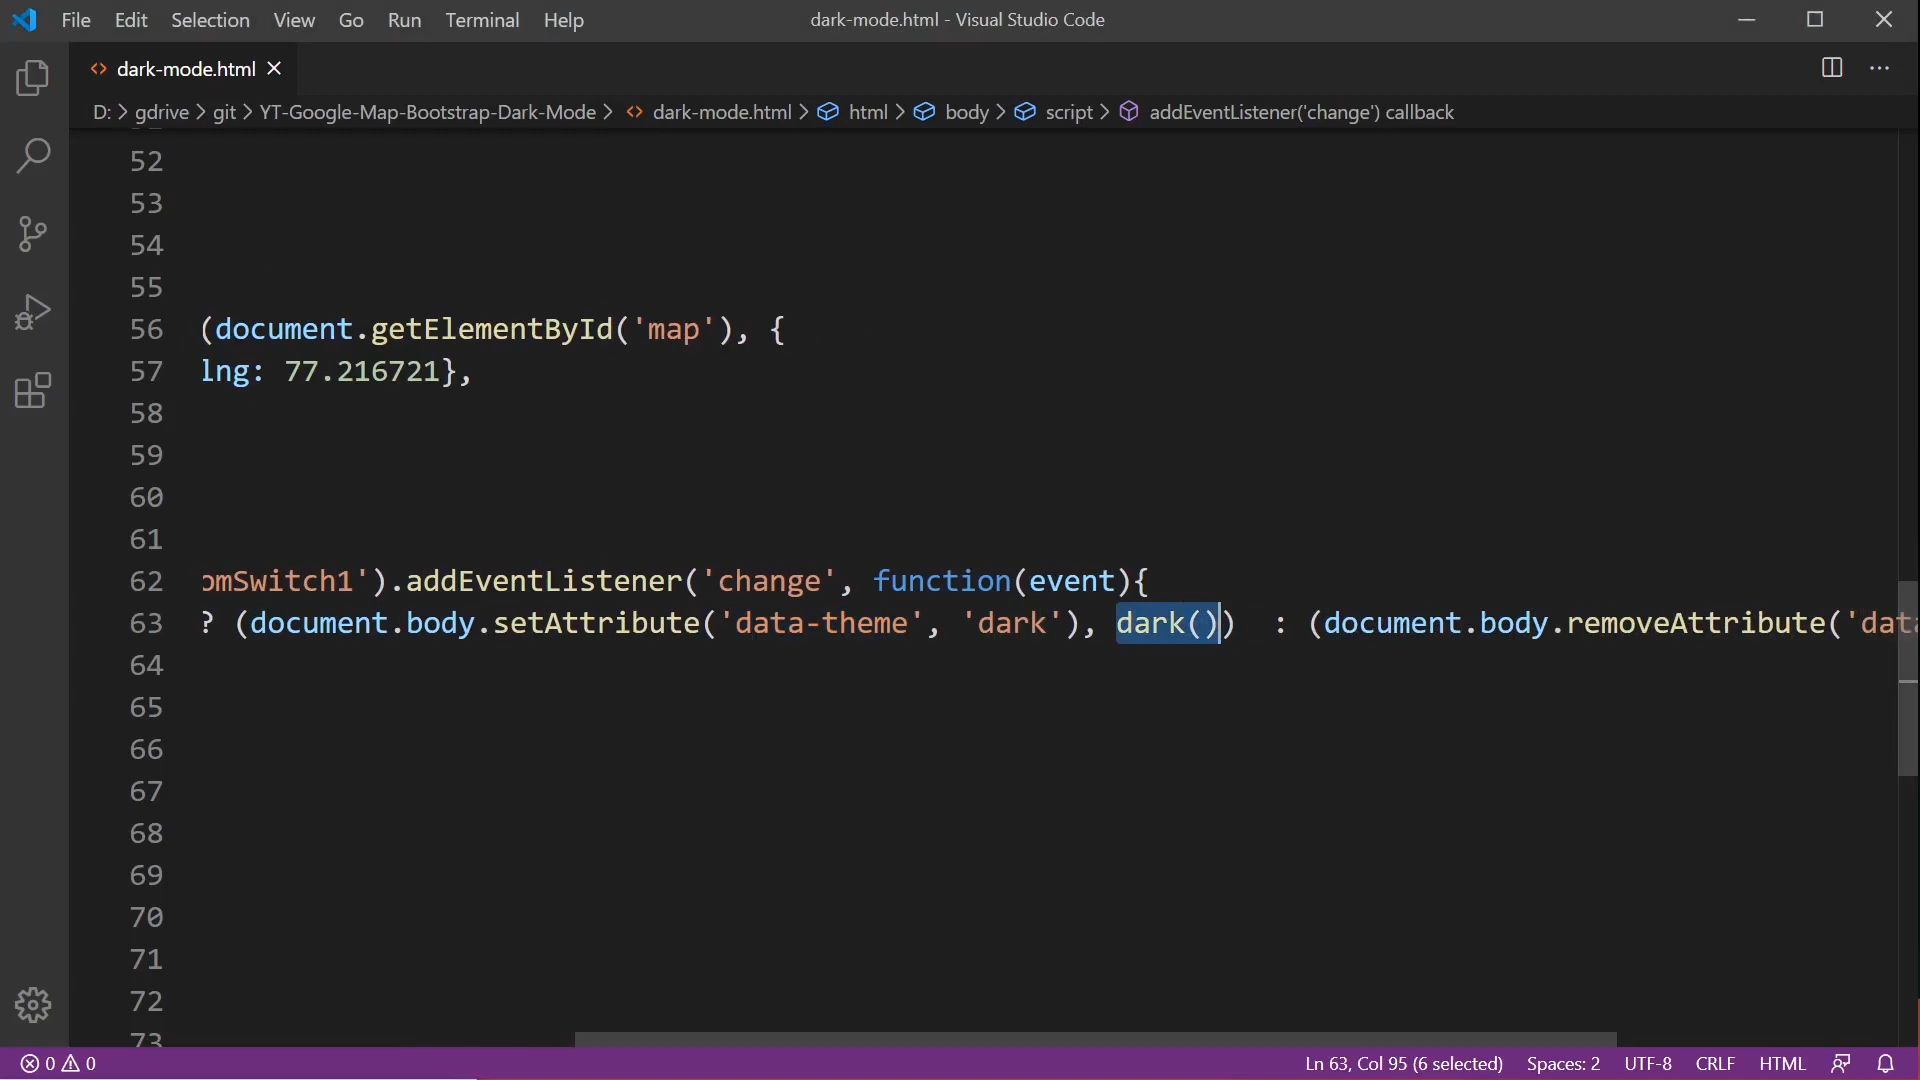 File Edit Selection View Go Run Terminal Help dark-mode.html - Visual Studio Code
dark-mode.html
D: > gdrive > git > YT-Google-Map-Bootstrap-Dark-Mode > dark-mode.html > html > body > script > addEventListener('change') callback
52
53
54
55
56 (document.getElementById('map'), {
57 lng: 77.216721},
58
59
60
61
62 omSwitch1').addEventListener('change', function(event){
63 ? (document.body.setAttribute('data-theme', 'dark'), dark()) : (document.body.removeAttribute('data
64
65
66
67
68
69
70
71
72
73
0 0 Ln 63, Col 95 (6 selected) Spaces: 2 UTF-8 CRLF HTML